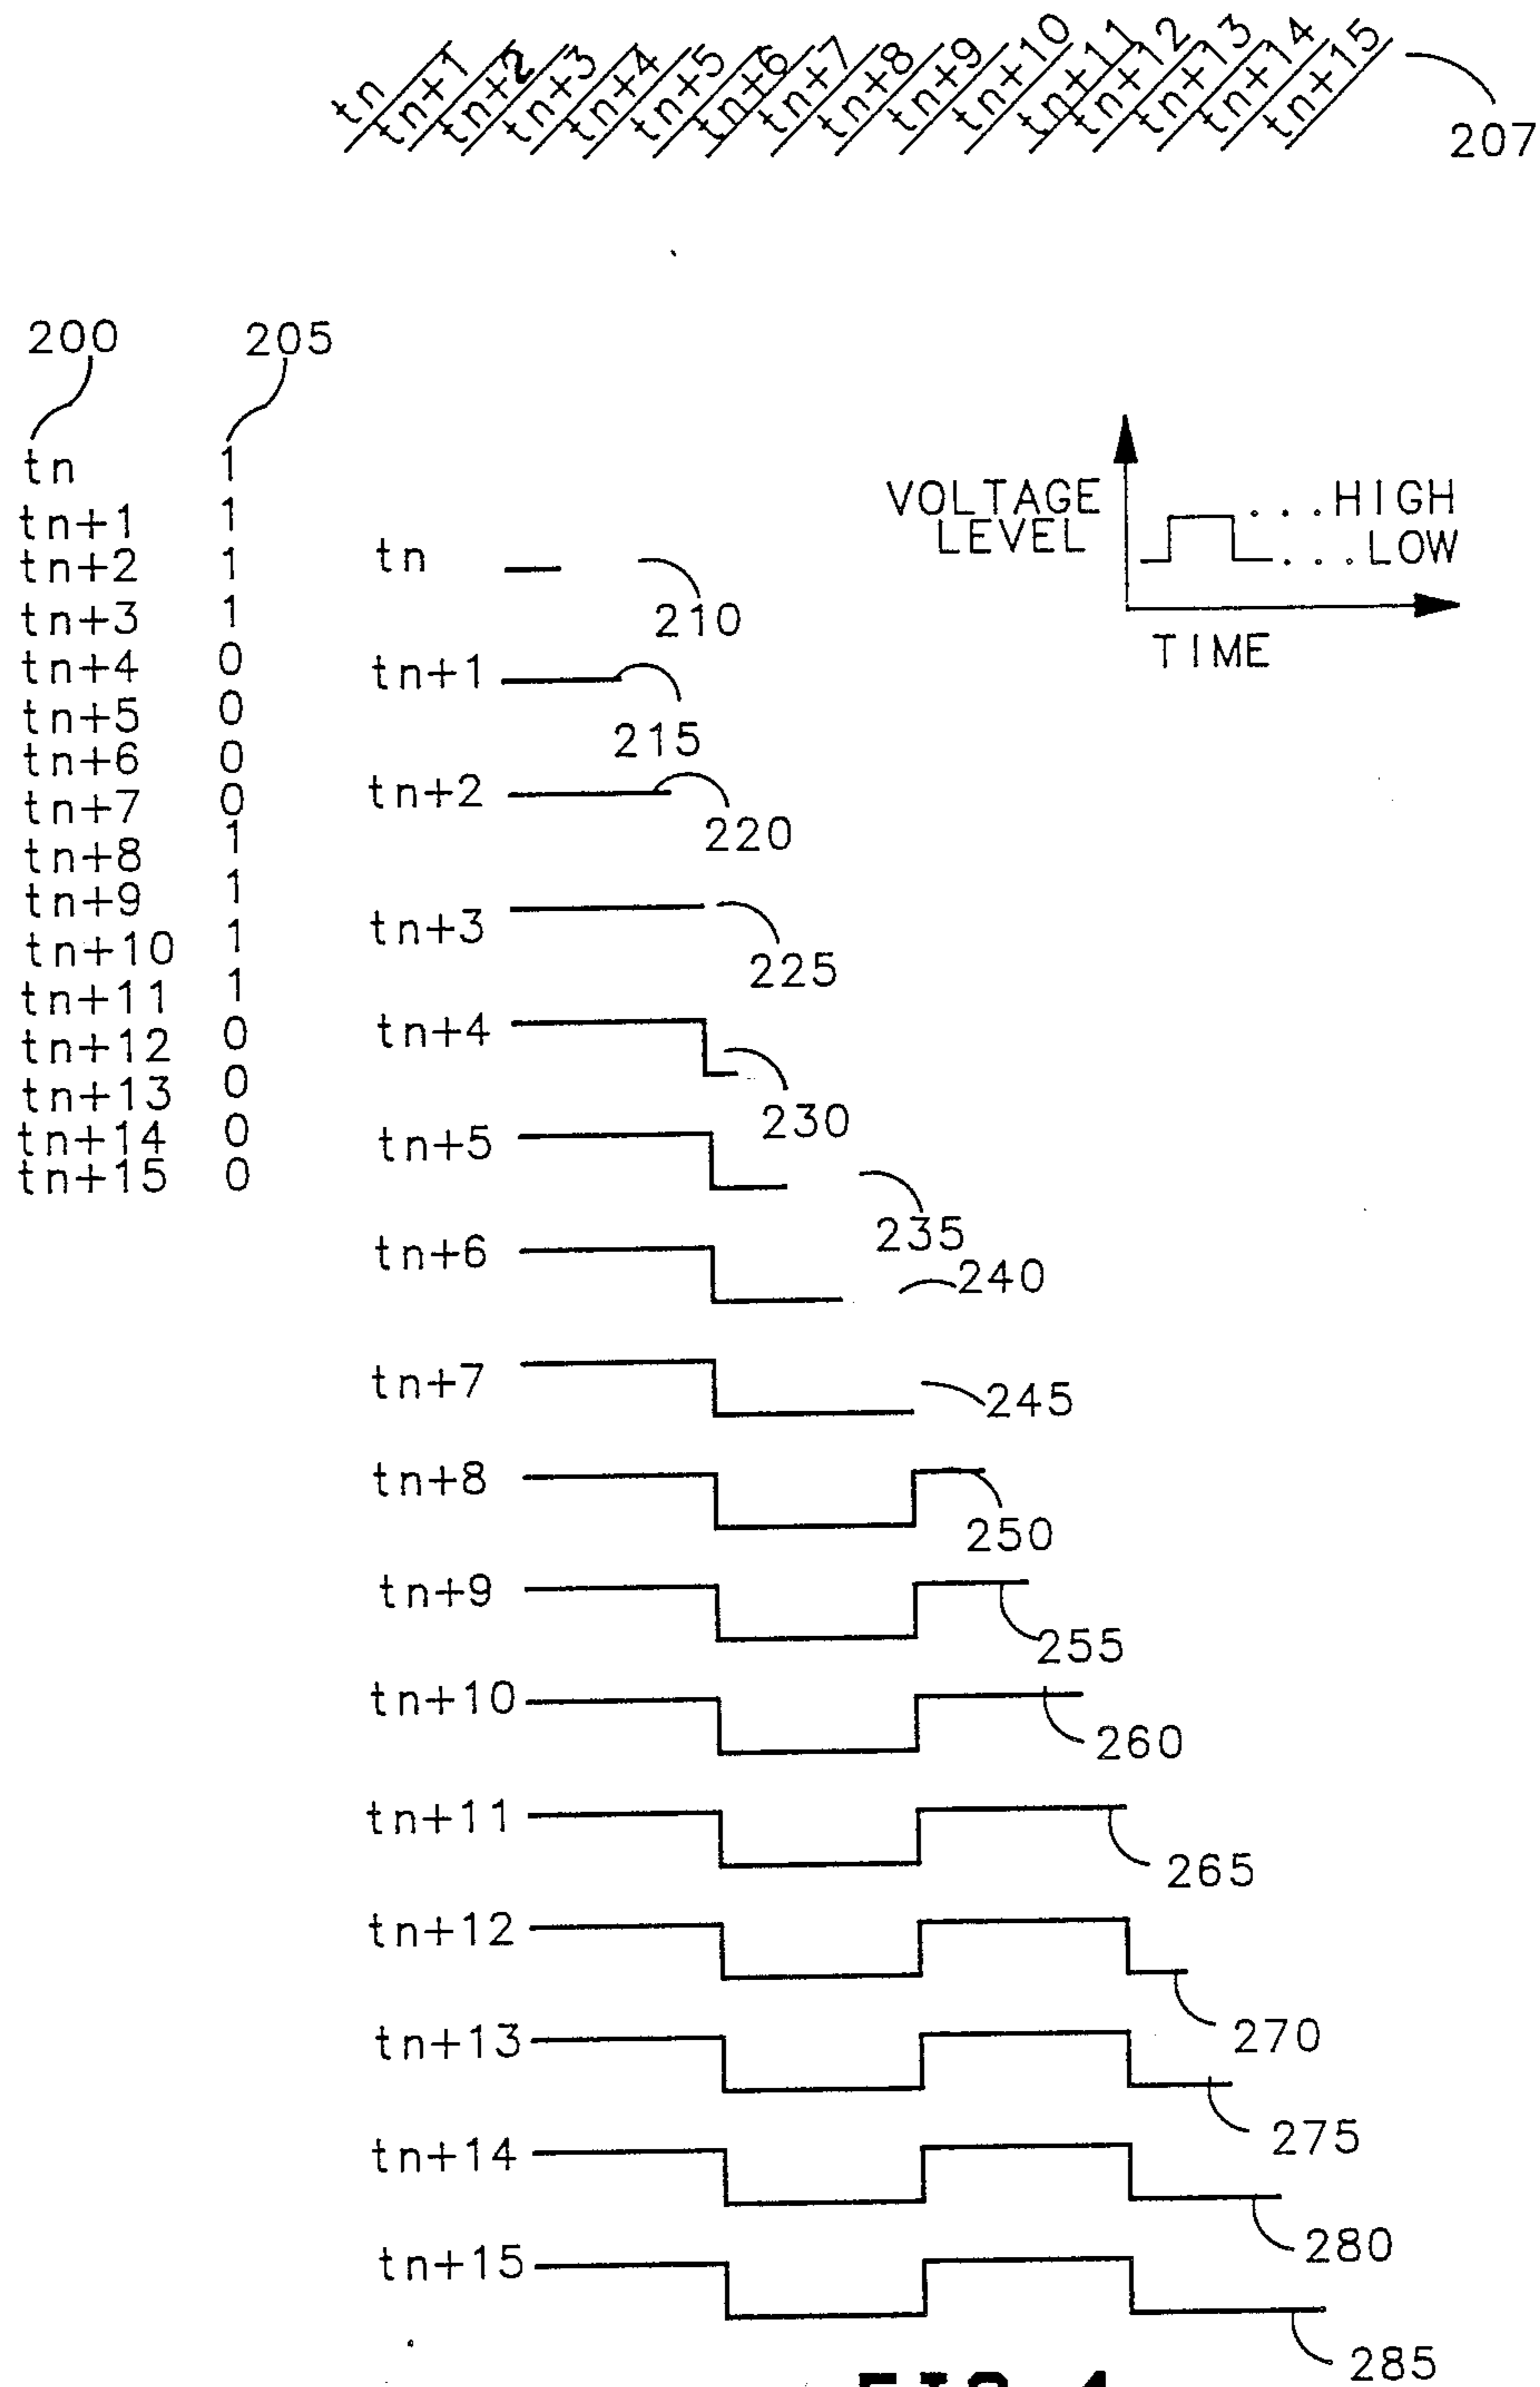 tn tn+1 tn+2 tn+3 tn+4 tn+5 tn+6 tn+7 tn+8 tn+9 tn+10 tn+11 tn+12 tn+13 tn+14 tn+15
207
200 205
tn 1
tn+1 1
tn+2 1
tn+3 1
tn+4 0
tn+5 0
tn+6 0
tn+7 0
tn+8 1
tn+9 1
tn+10 1
tn+11 1
tn+12 0
tn+13 0
tn+14 0
tn+15 0
VOLTAGE
LEVEL
...HIGH
...LOW
TIME
tn
210
tn+1
215
tn+2
220
tn+3
225
tn+4
230
tn+5
235
tn+6
240
tn+7
245
tn+8
250
tn+9
255
tn+10
260
tn+11
265
tn+12
270
tn+13
275
tn+14
280
tn+15
285